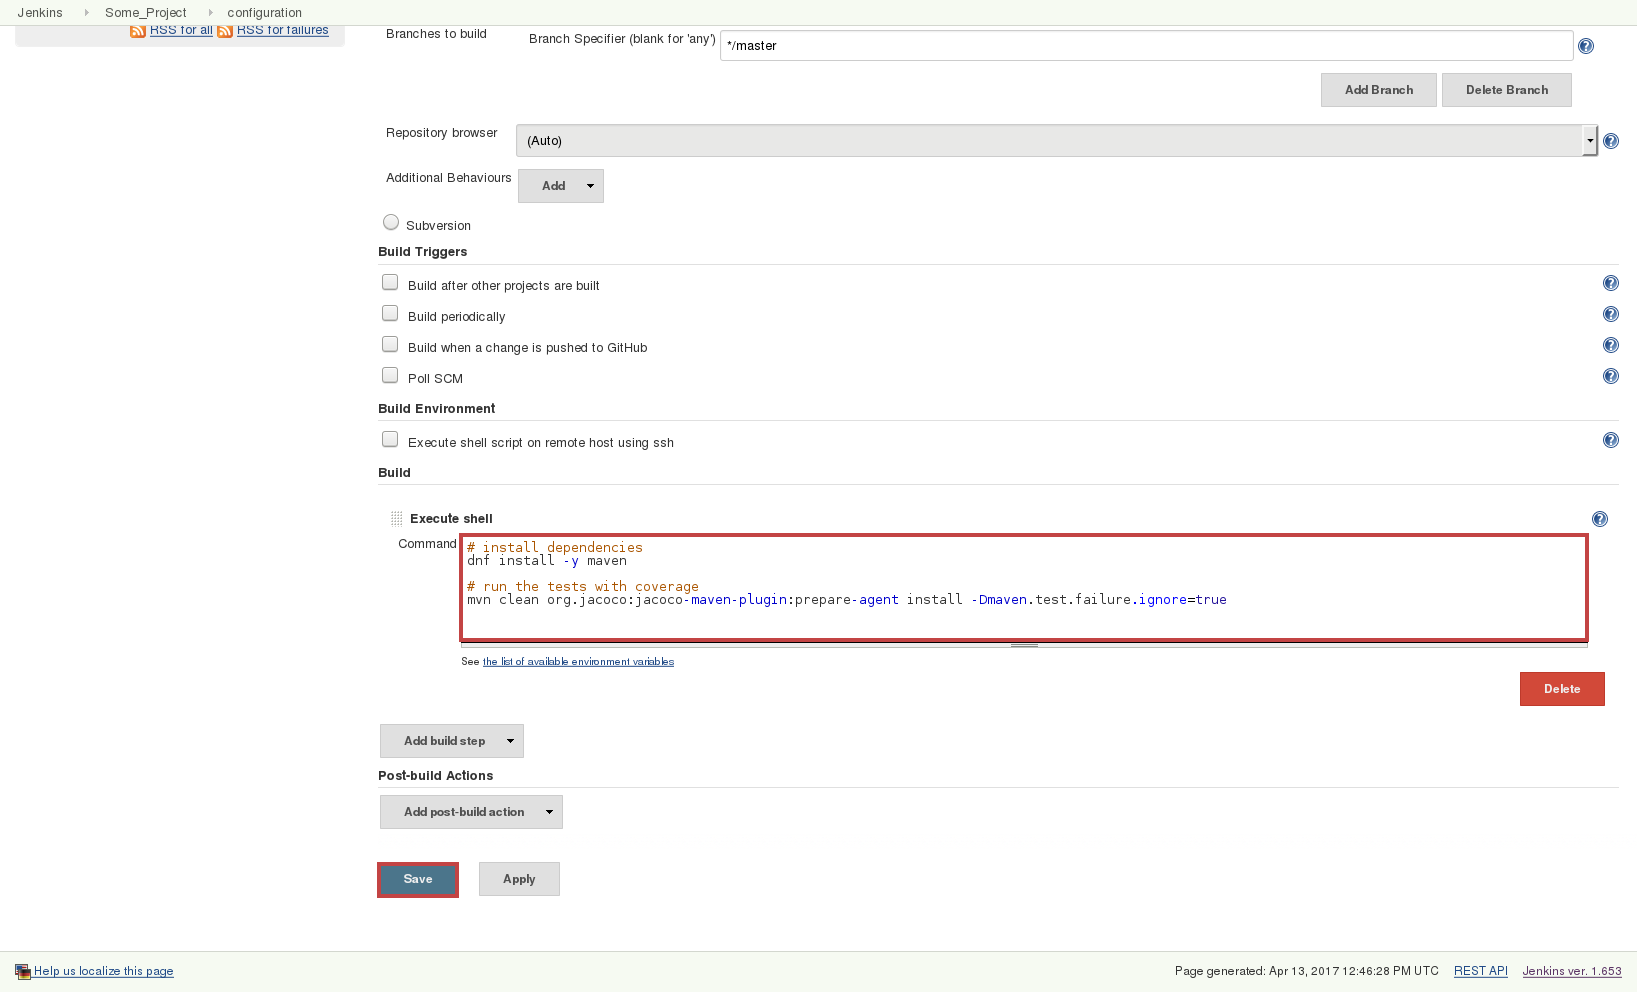 Jenkins Some_Project configuration
RSS for all RSS for failures
Branches to build
Branch Specifier (blank for 'any') */master
Add Branch Delete Branch
Repository browser (Auto)
Additional Behaviours Add
Subversion
Build Triggers
Build after other projects are built
Build periodically
Build when a change is pushed to GitHub
Poll SCM
Build Environment
Execute shell script on remote host using ssh
Build
Execute shell
Command
# install dependencies
dnf install -y maven
# run the tests with coverage
mvn clean org.jacoco:jacoco-maven-plugin:prepare-agent install -Dmaven.test.failure.ignore=true
See the list of available environment variables
Delete
Add build step
Post-build Actions
Add post-build action
Save Apply
Help us localize this page Page generated: Apr 13, 2017 12:46:28 PM UTC REST API Jenkins ver. 1.653